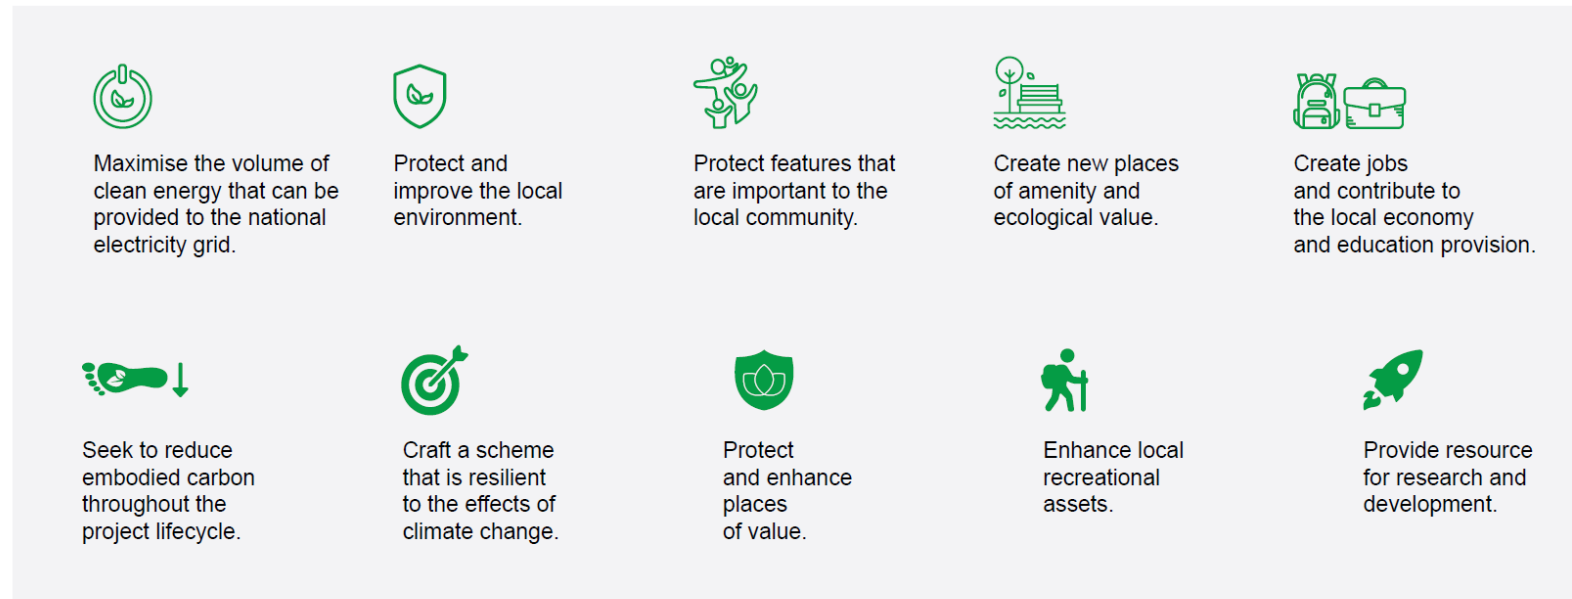 Maximise the volume of
clean energy that can be
provided to the national
electricity grid.
Protect and
improve the local
environment.
Protect features that
are important to the
local community.
Create new places
of amenity and
ecological value.
Create jobs
and contribute to
the local economy
and education provision.
Seek to reduce
embodied carbon
throughout the
project lifecycle.
Craft a scheme
that is resilient
to the effects of
climate change.
Protect
and enhance
places
of value.
Enhance local
recreational
assets.
Provide resource
for research and
development.